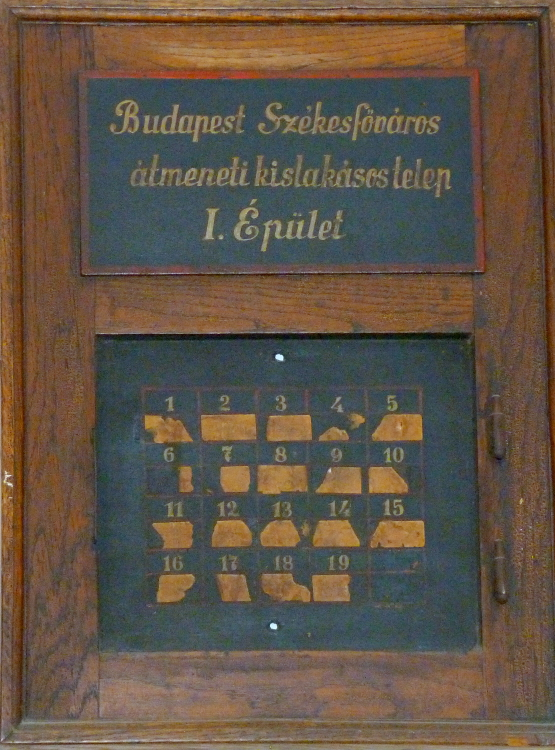 Budapest Székesfőváros
átmeneti kislakásos telep
I. Épület
1 2 3 4 5
6 7 8 9 10
11 12 13 14 15
16 17 18 19